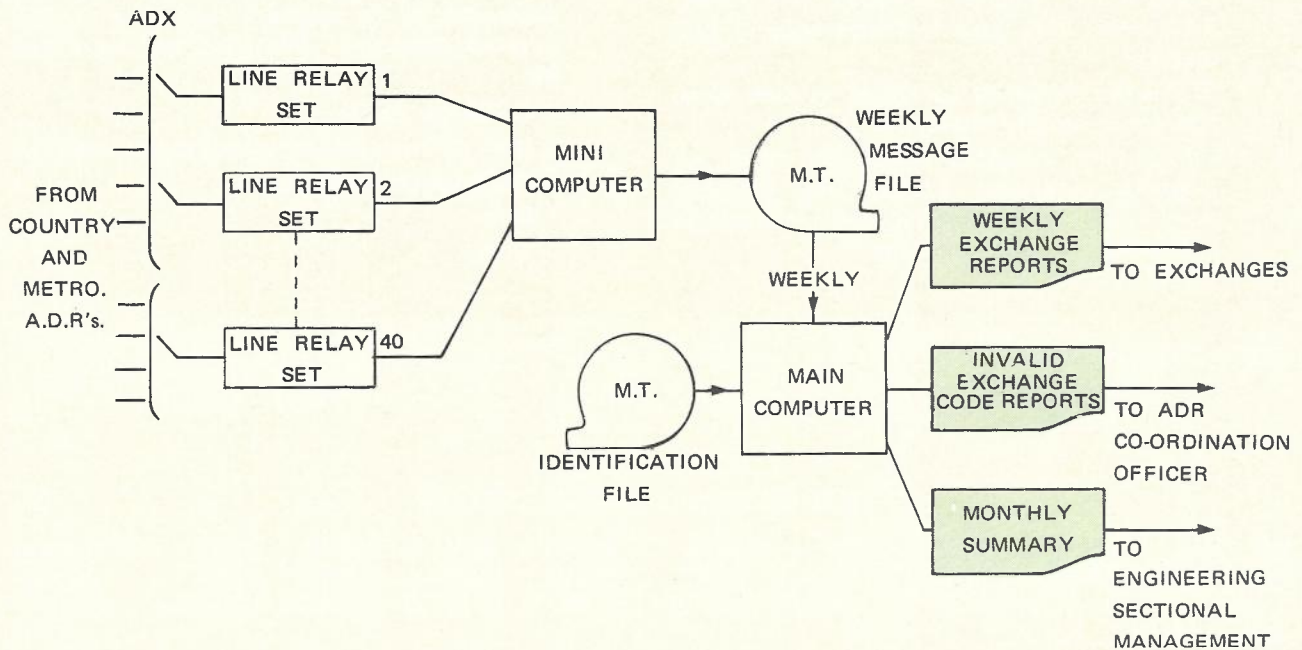 ADX
FROM
COUNTRY
AND
METRO.
A.D.R's.
LINE RELAY
SET
1
LINE RELAY
SET
2
LINE RELAY
SET
40
MINI
COMPUTER
M.T.
WEEKLY
MESSAGE
FILE
WEEKLY
M.T.
IDENTIFICATION
FILE
MAIN
COMPUTER
WEEKLY
EXCHANGE
REPORTS
TO EXCHANGES
INVALID
EXCHANGE
CODE REPORTS
TO ADR
CO-ORDINATION
OFFICER
MONTHLY
SUMMARY
TO
ENGINEERING
SECTIONAL
MANAGEMENT